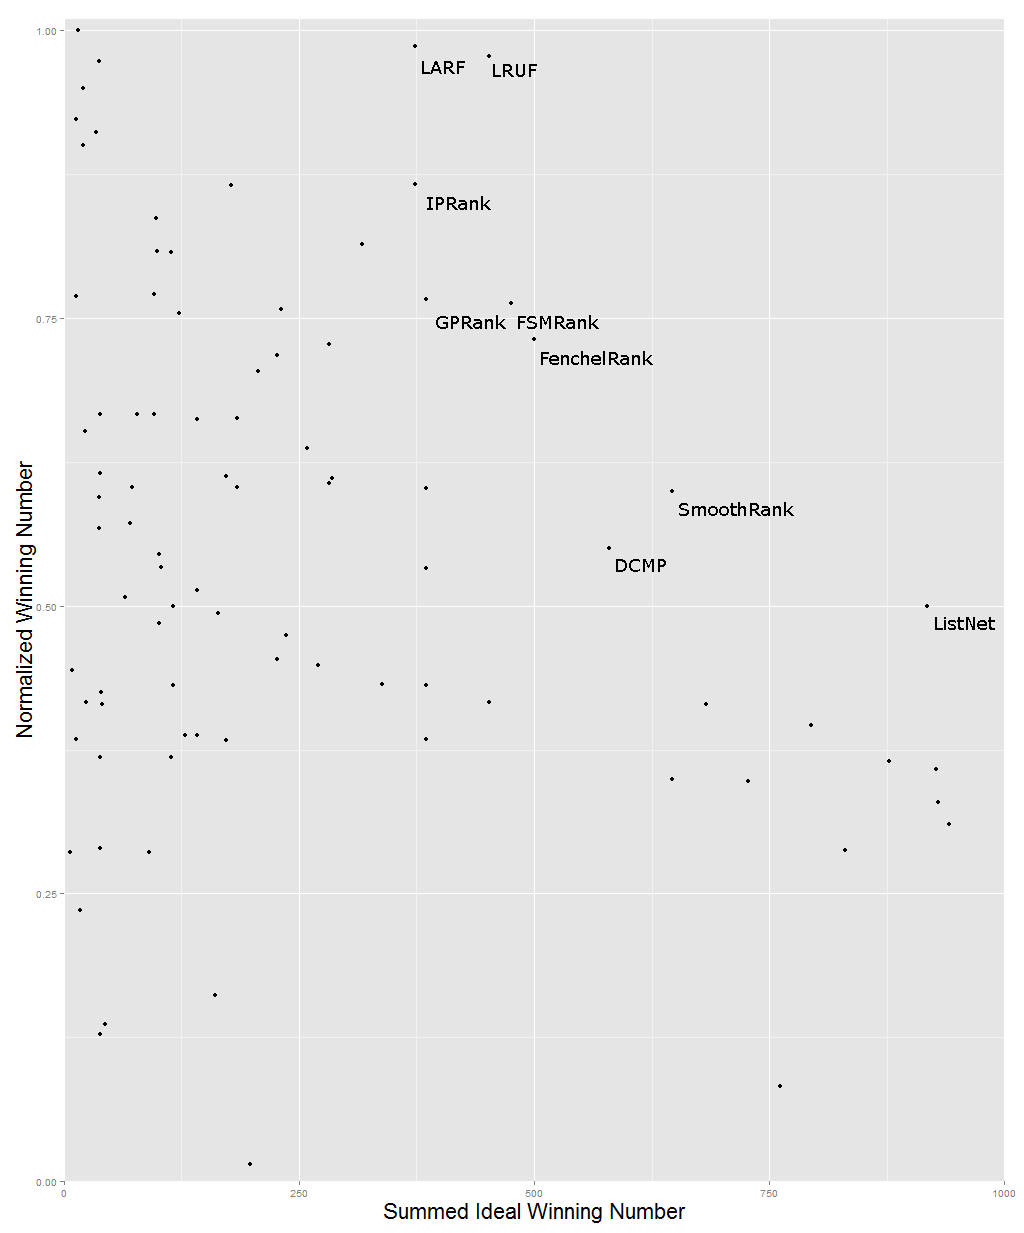 1.00
LARF
LRUF
IPRank
0.75
GPRank
FSMRank
FenchelRank
SmoothRank
DCMP
0.50
ListNet
0.25
0.00
Normalized Winning Number
0 250 500 750 1000
Summed Ideal Winning Number